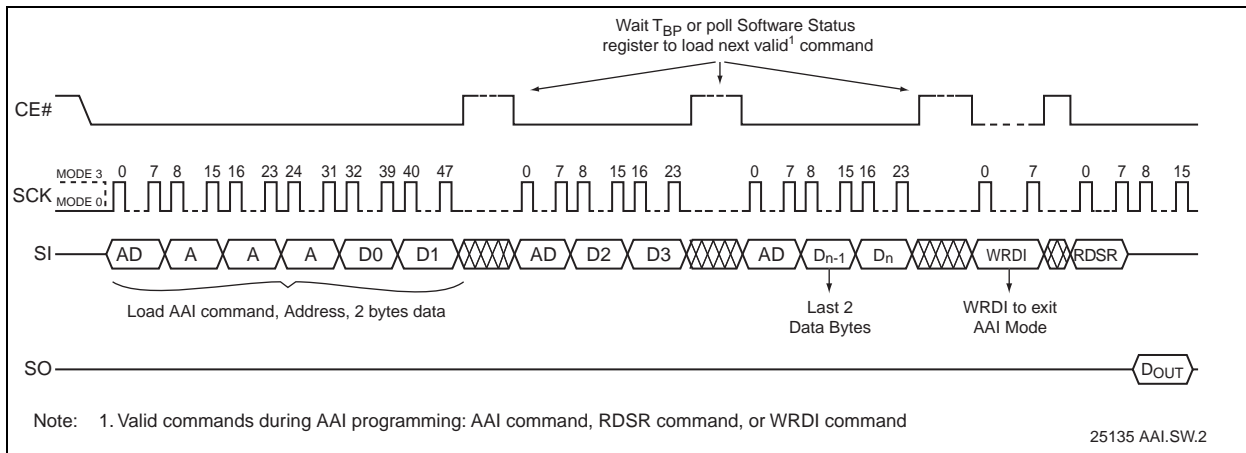 Wait TBP or poll Software Status
register to load next valid1 command
CE#
MODE 3
0 7 8 15 16 23 24 31 32 39 40 47 0 7 8 15 16 23 0 7 8 15 16 23 0 7 0 7 8 15
SCK
MODE 0
SI AD A A A D0 D1 AD D2 D3 AD Dn-1 Dn WRDI RDSR
Load AAI command, Address, 2 bytes data
Last 2
Data Bytes
WRDI to exit
AAI Mode
SO DOUT
Note: 1. Valid commands during AAI programming: AAI command, RDSR command, or WRDI command
25135 AAI.SW.2